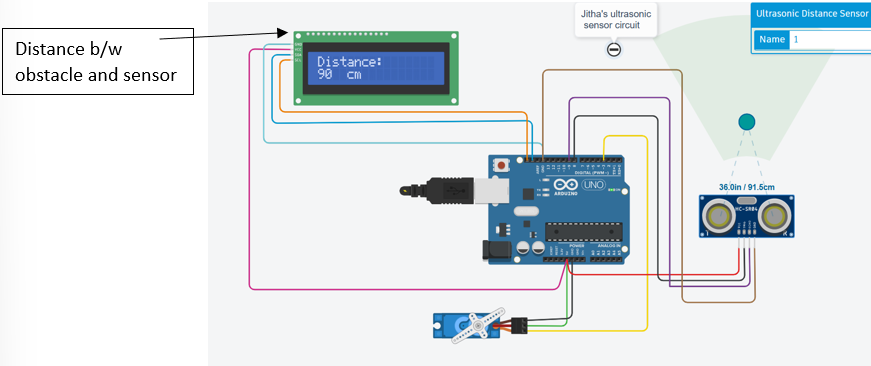 Distance b/w
obstacle and sensor
Distance:
90 cm
Jitha's ultrasonic
sensor circuit
Ultrasonic Distance Sensor
Name 1
36.0in / 91.5cm
HC-SR04
DIGITAL (PWM~)
UNO
ARDUINO
POWER
ANALOG IN